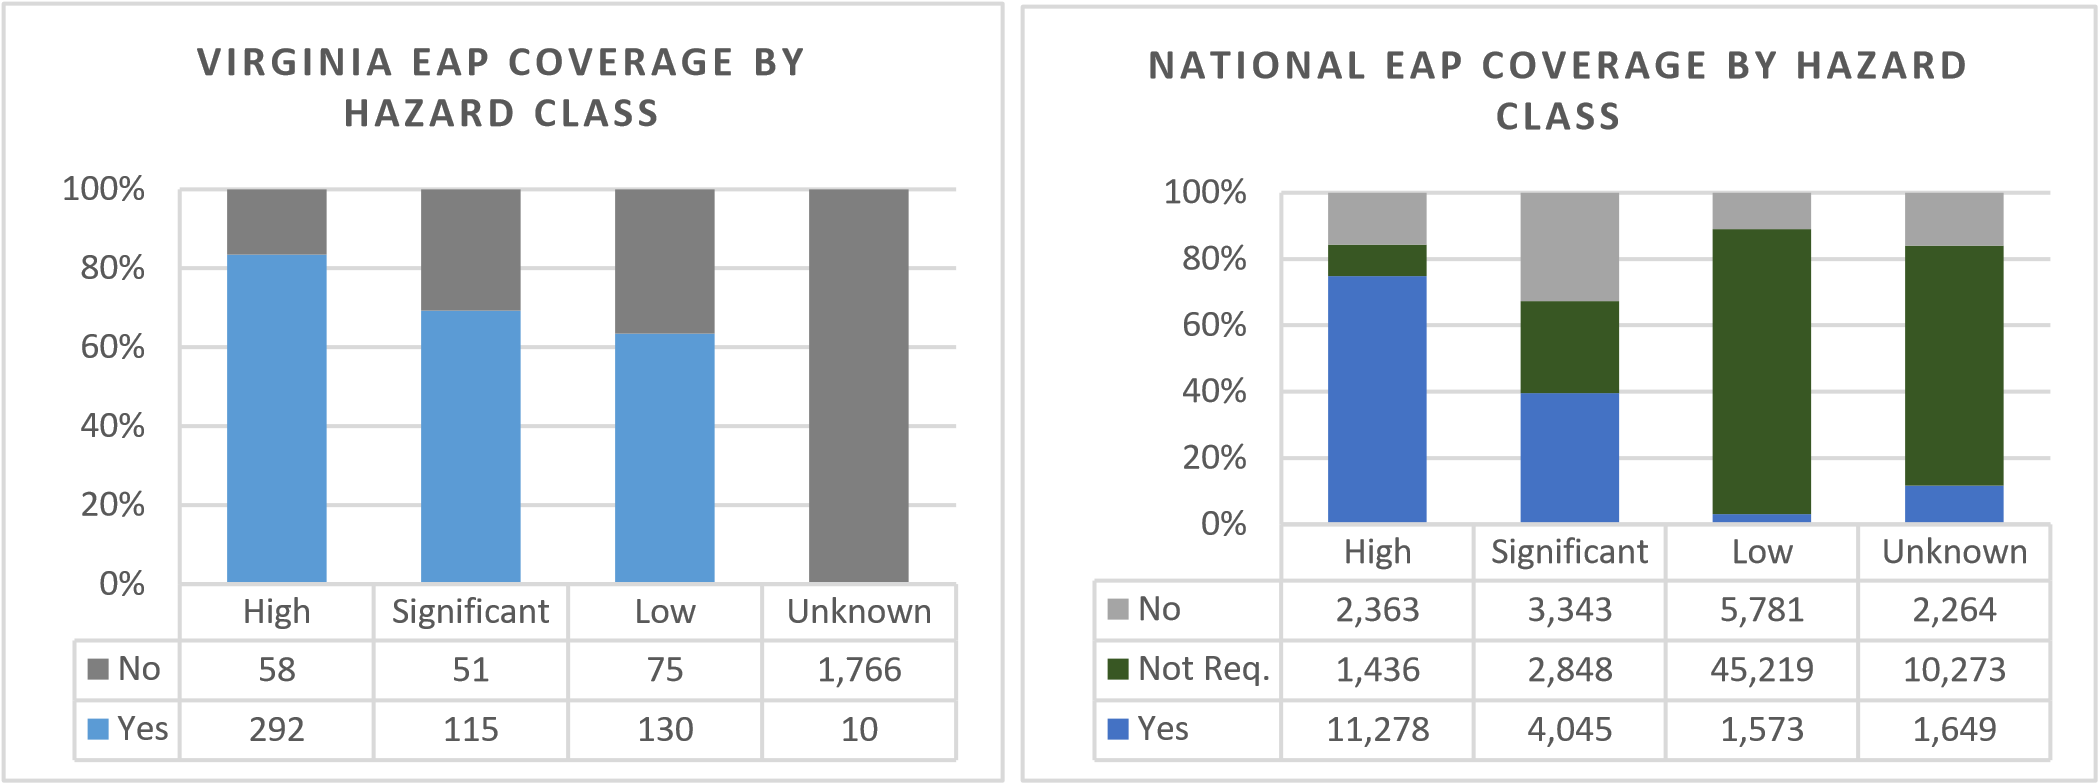 VIRGINIA EAP COVERAGE BY
HAZARD CLASS
100%
80%
60%
40%
20%
0%
High Significant Low Unknown
No 58 51 75 1,766
Yes 292 115 130 10
NATIONAL EAP COVERAGE BY HAZARD
CLASS
100%
80%
60%
40%
20%
0%
High Significant Low Unknown
No 2,363 3,343 5,781 2,264
Not Req. 1,436 2,848 45,219 10,273
Yes 11,278 4,045 1,573 1,649